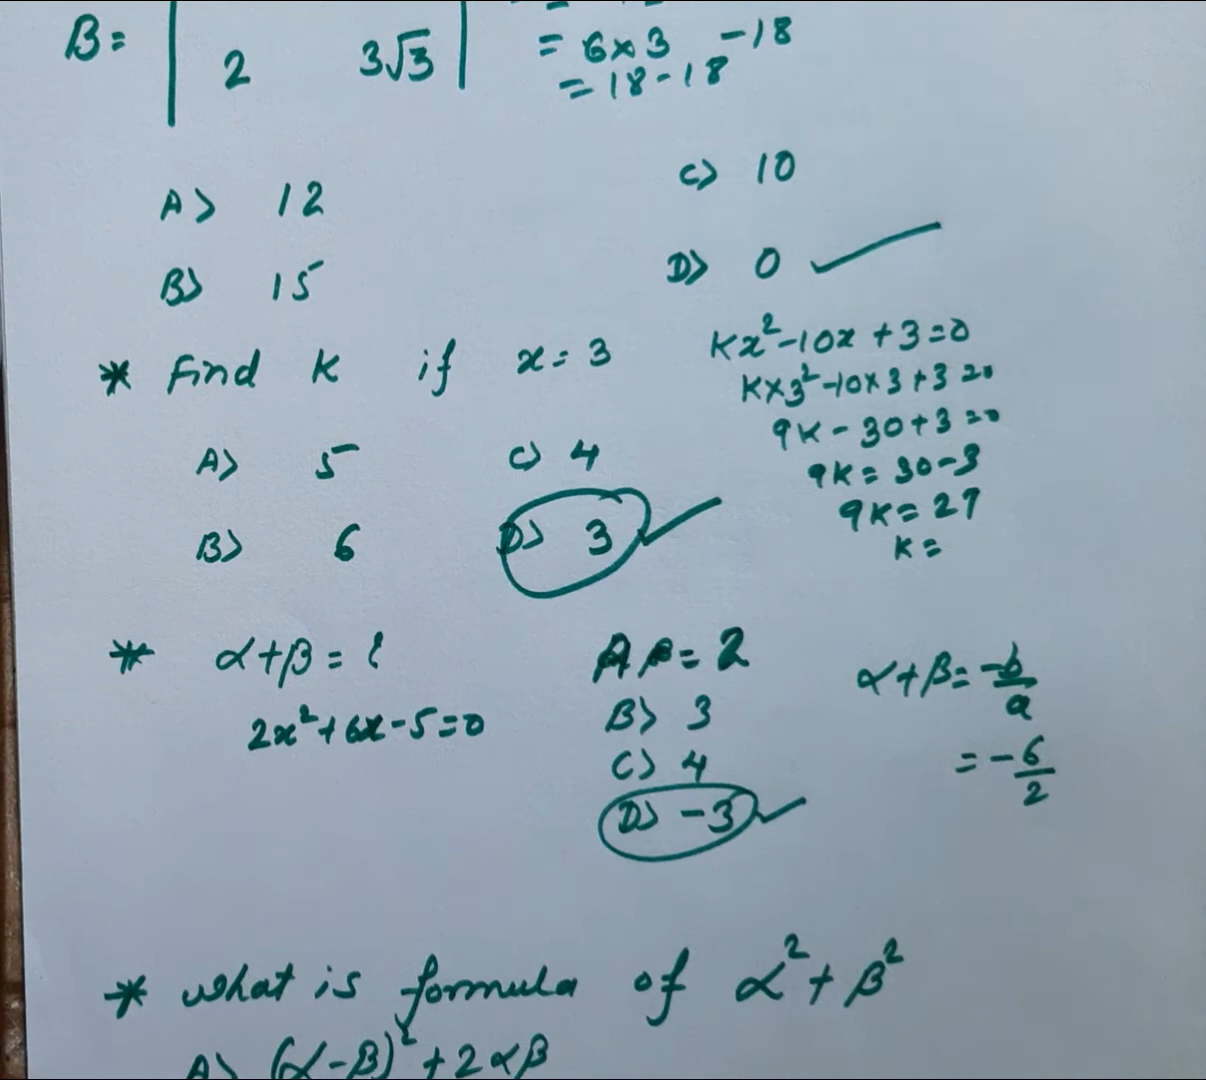 B = | 2 3√3 | = 6×3 -18
= 18-18
A> 12
C> 10
B> 15
D> 0 ✓
* Find K if x = 3 Kx²-10x+3=0
K×3²-10×3+3=0
9K-30+3=0
A> 5 C> 4
9K=30-3
9K=27
B> 6 D> 3 ✓
K=
* α+β = ? 2
2x²+6x-5=0
B> 3
C> 4
D> -3 ✓
α+β = -b/a
= -6/2
* what is formula of α²+β²
A> (α-β)²+2αβ